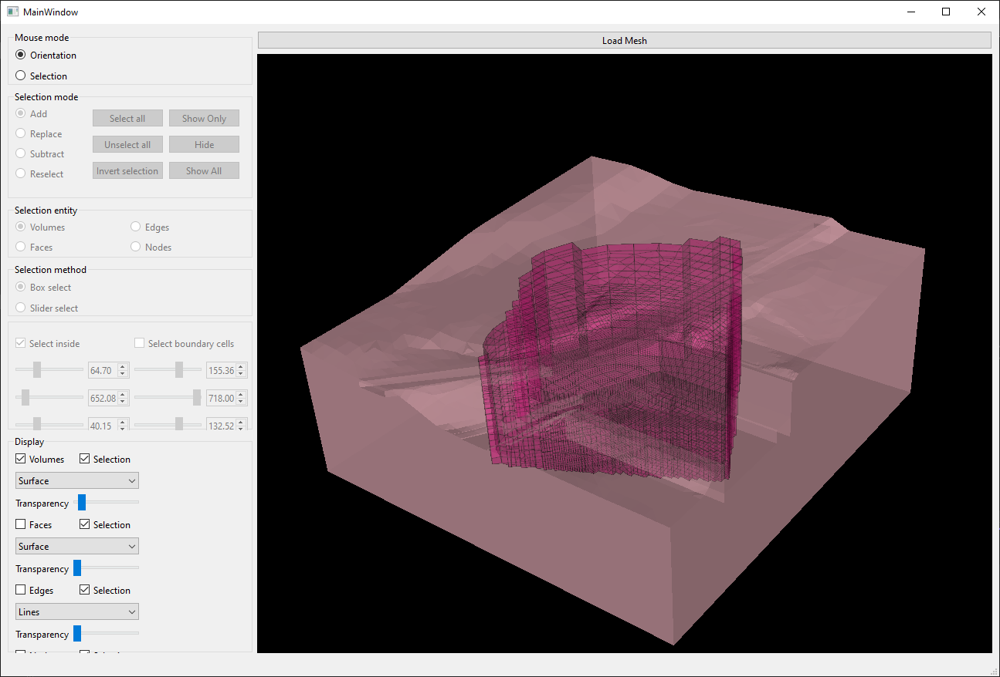 MainWindow
Mouse mode
Orientation
Selection
Load Mesh
Selection mode
Add
Replace
Subtract
Reselect
Select all
Show Only
Unselect all
Hide
Invert selection
Show All
Selection entity
Volumes
Edges
Faces
Nodes
Selection method
Box select
Slider select
Select inside
Select boundary cells
64.70
155.36
652.08
718.00
40.15
132.52
Display
Volumes
Selection
Surface
Transparency
Faces
Selection
Surface
Transparency
Edges
Selection
Lines
Transparency